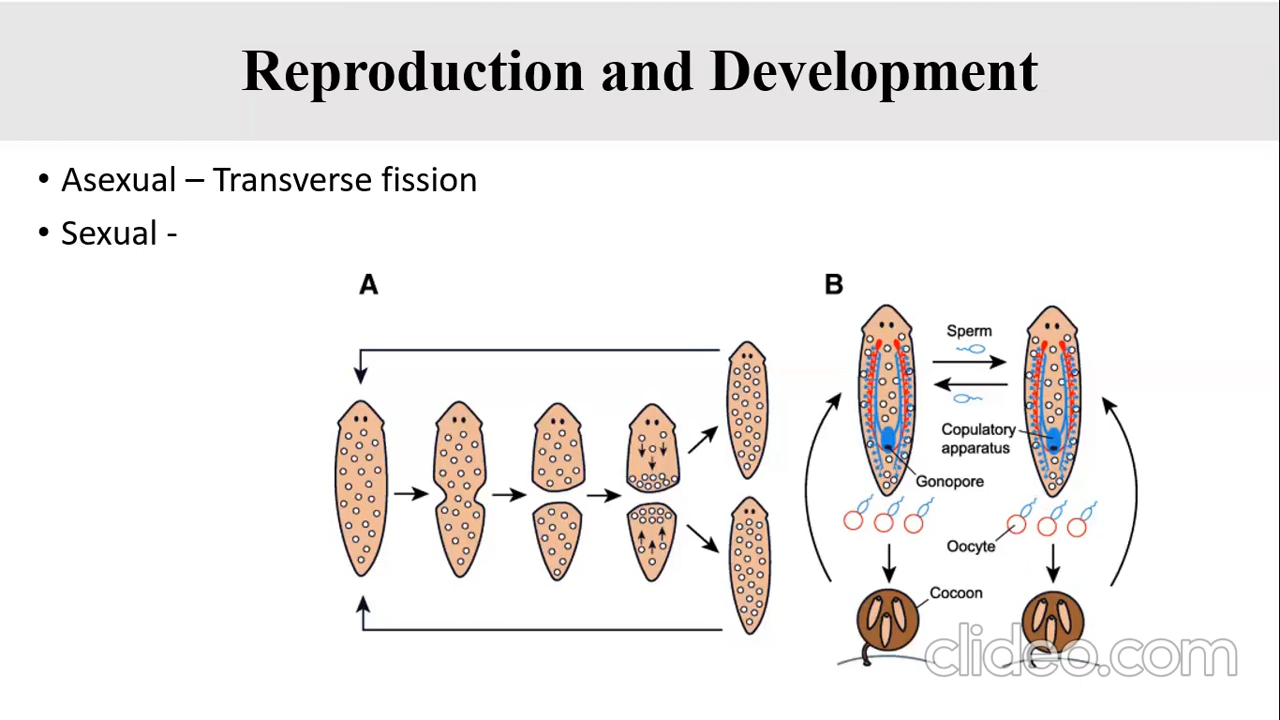 Reproduction and Development
• Asexual – Transverse fission
• Sexual -
A
B
Sperm
Copulatory
apparatus
Gonopore
Oocyte
Cocoon
clideo.com